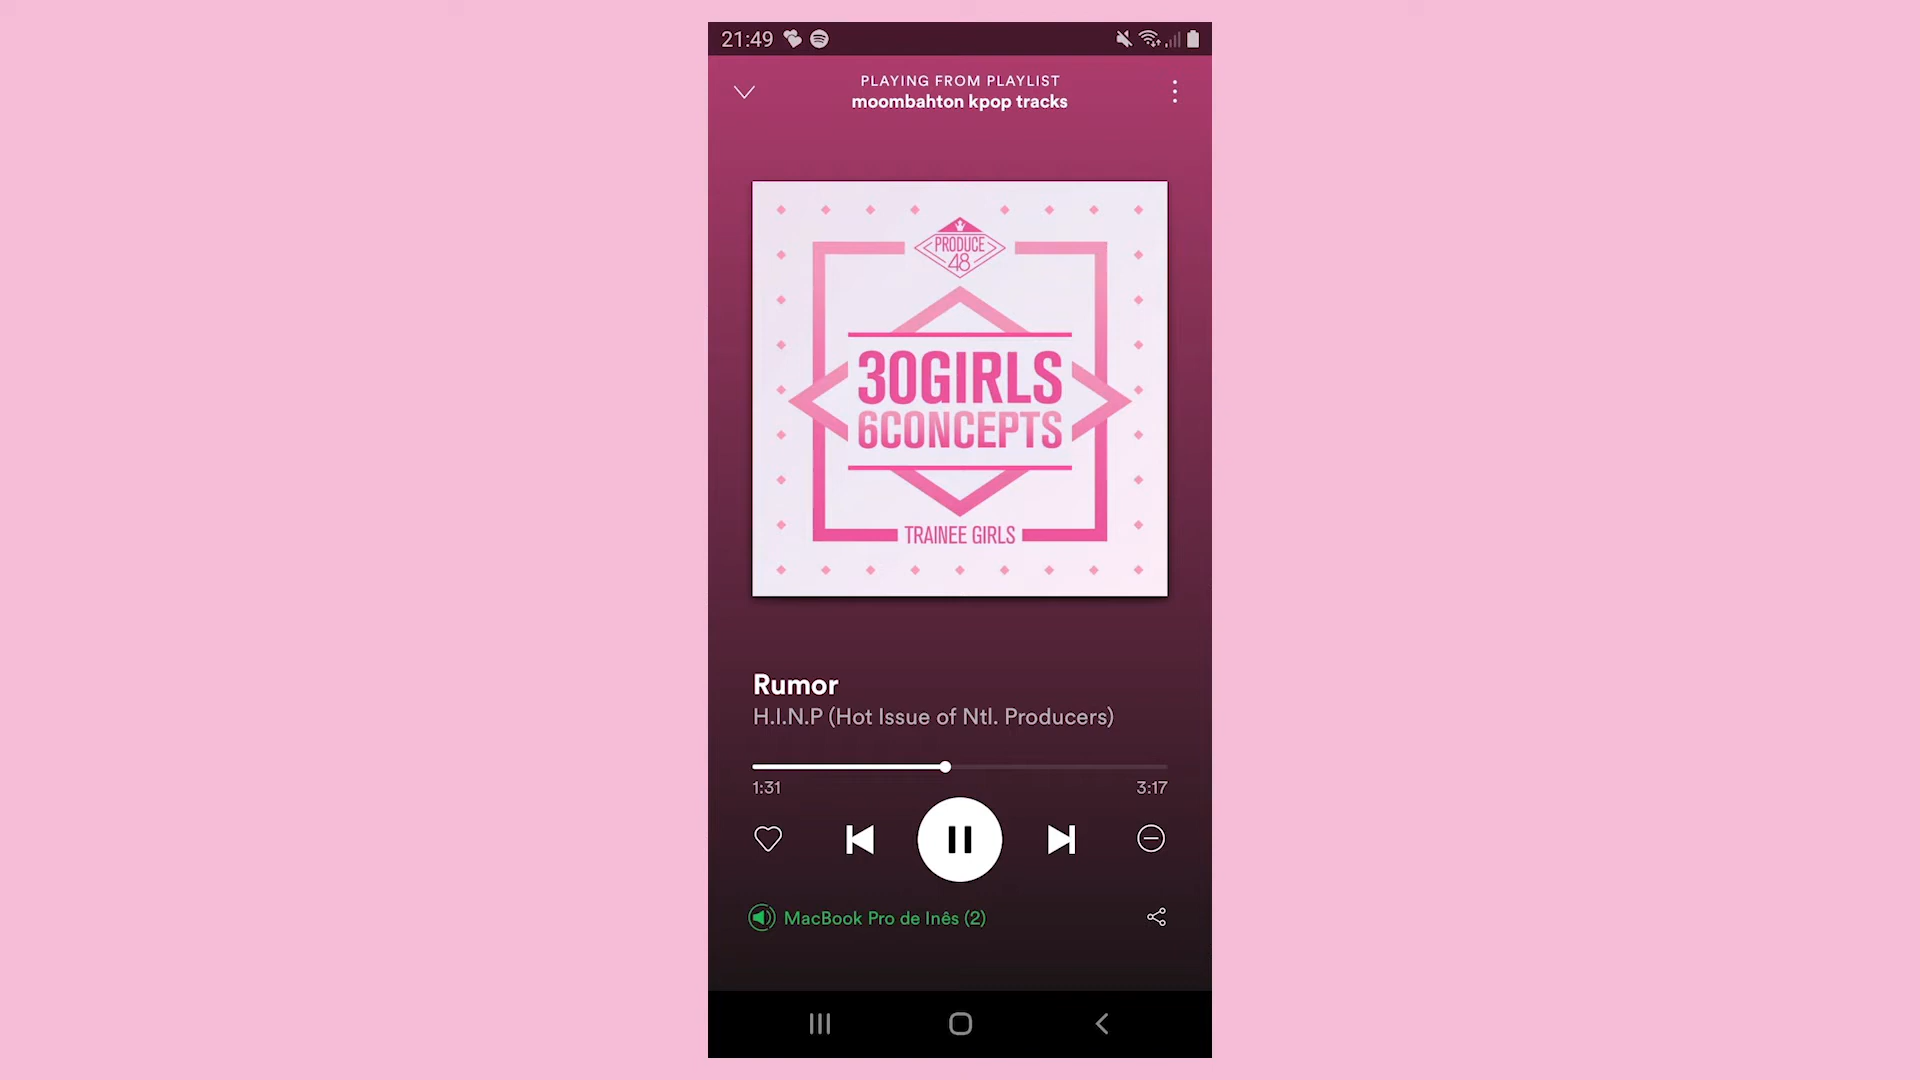 21:49
PLAYING FROM PLAYLIST
moombahton kpop tracks
PRODUCE
48
30GIRLS
6CONCEPTS
TRAINEE GIRLS
Rumor
H.I.N.P (Hot Issue of Ntl. Producers)
1:31
3:17
MacBook Pro de Inês (2)